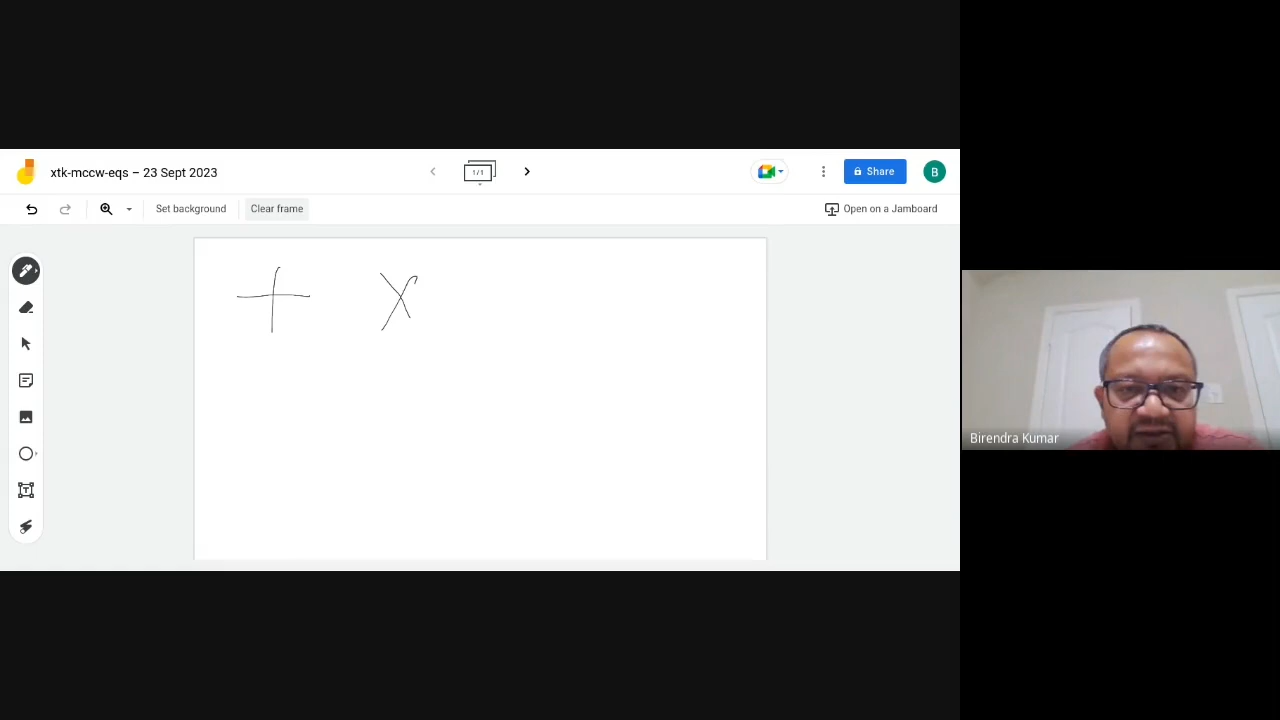 xtk-mccw-eqs – 23 Sept 2023
1/1
Share
B
Set background
Clear frame
Open on a Jamboard
+ X
T
Birendra Kumar